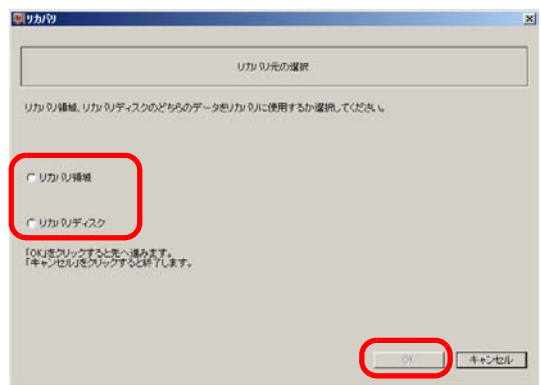 リカバリ
リカバリ元の選択
リカバリ領域、リカバリディスクのどちらのデータをリカバリに使用するか選択してください。
リカバリ領域
リカバリディスク
「OK」をクリックすると先へ進みます。
「キャンセル」をクリックすると終了します。
OK
キャンセル